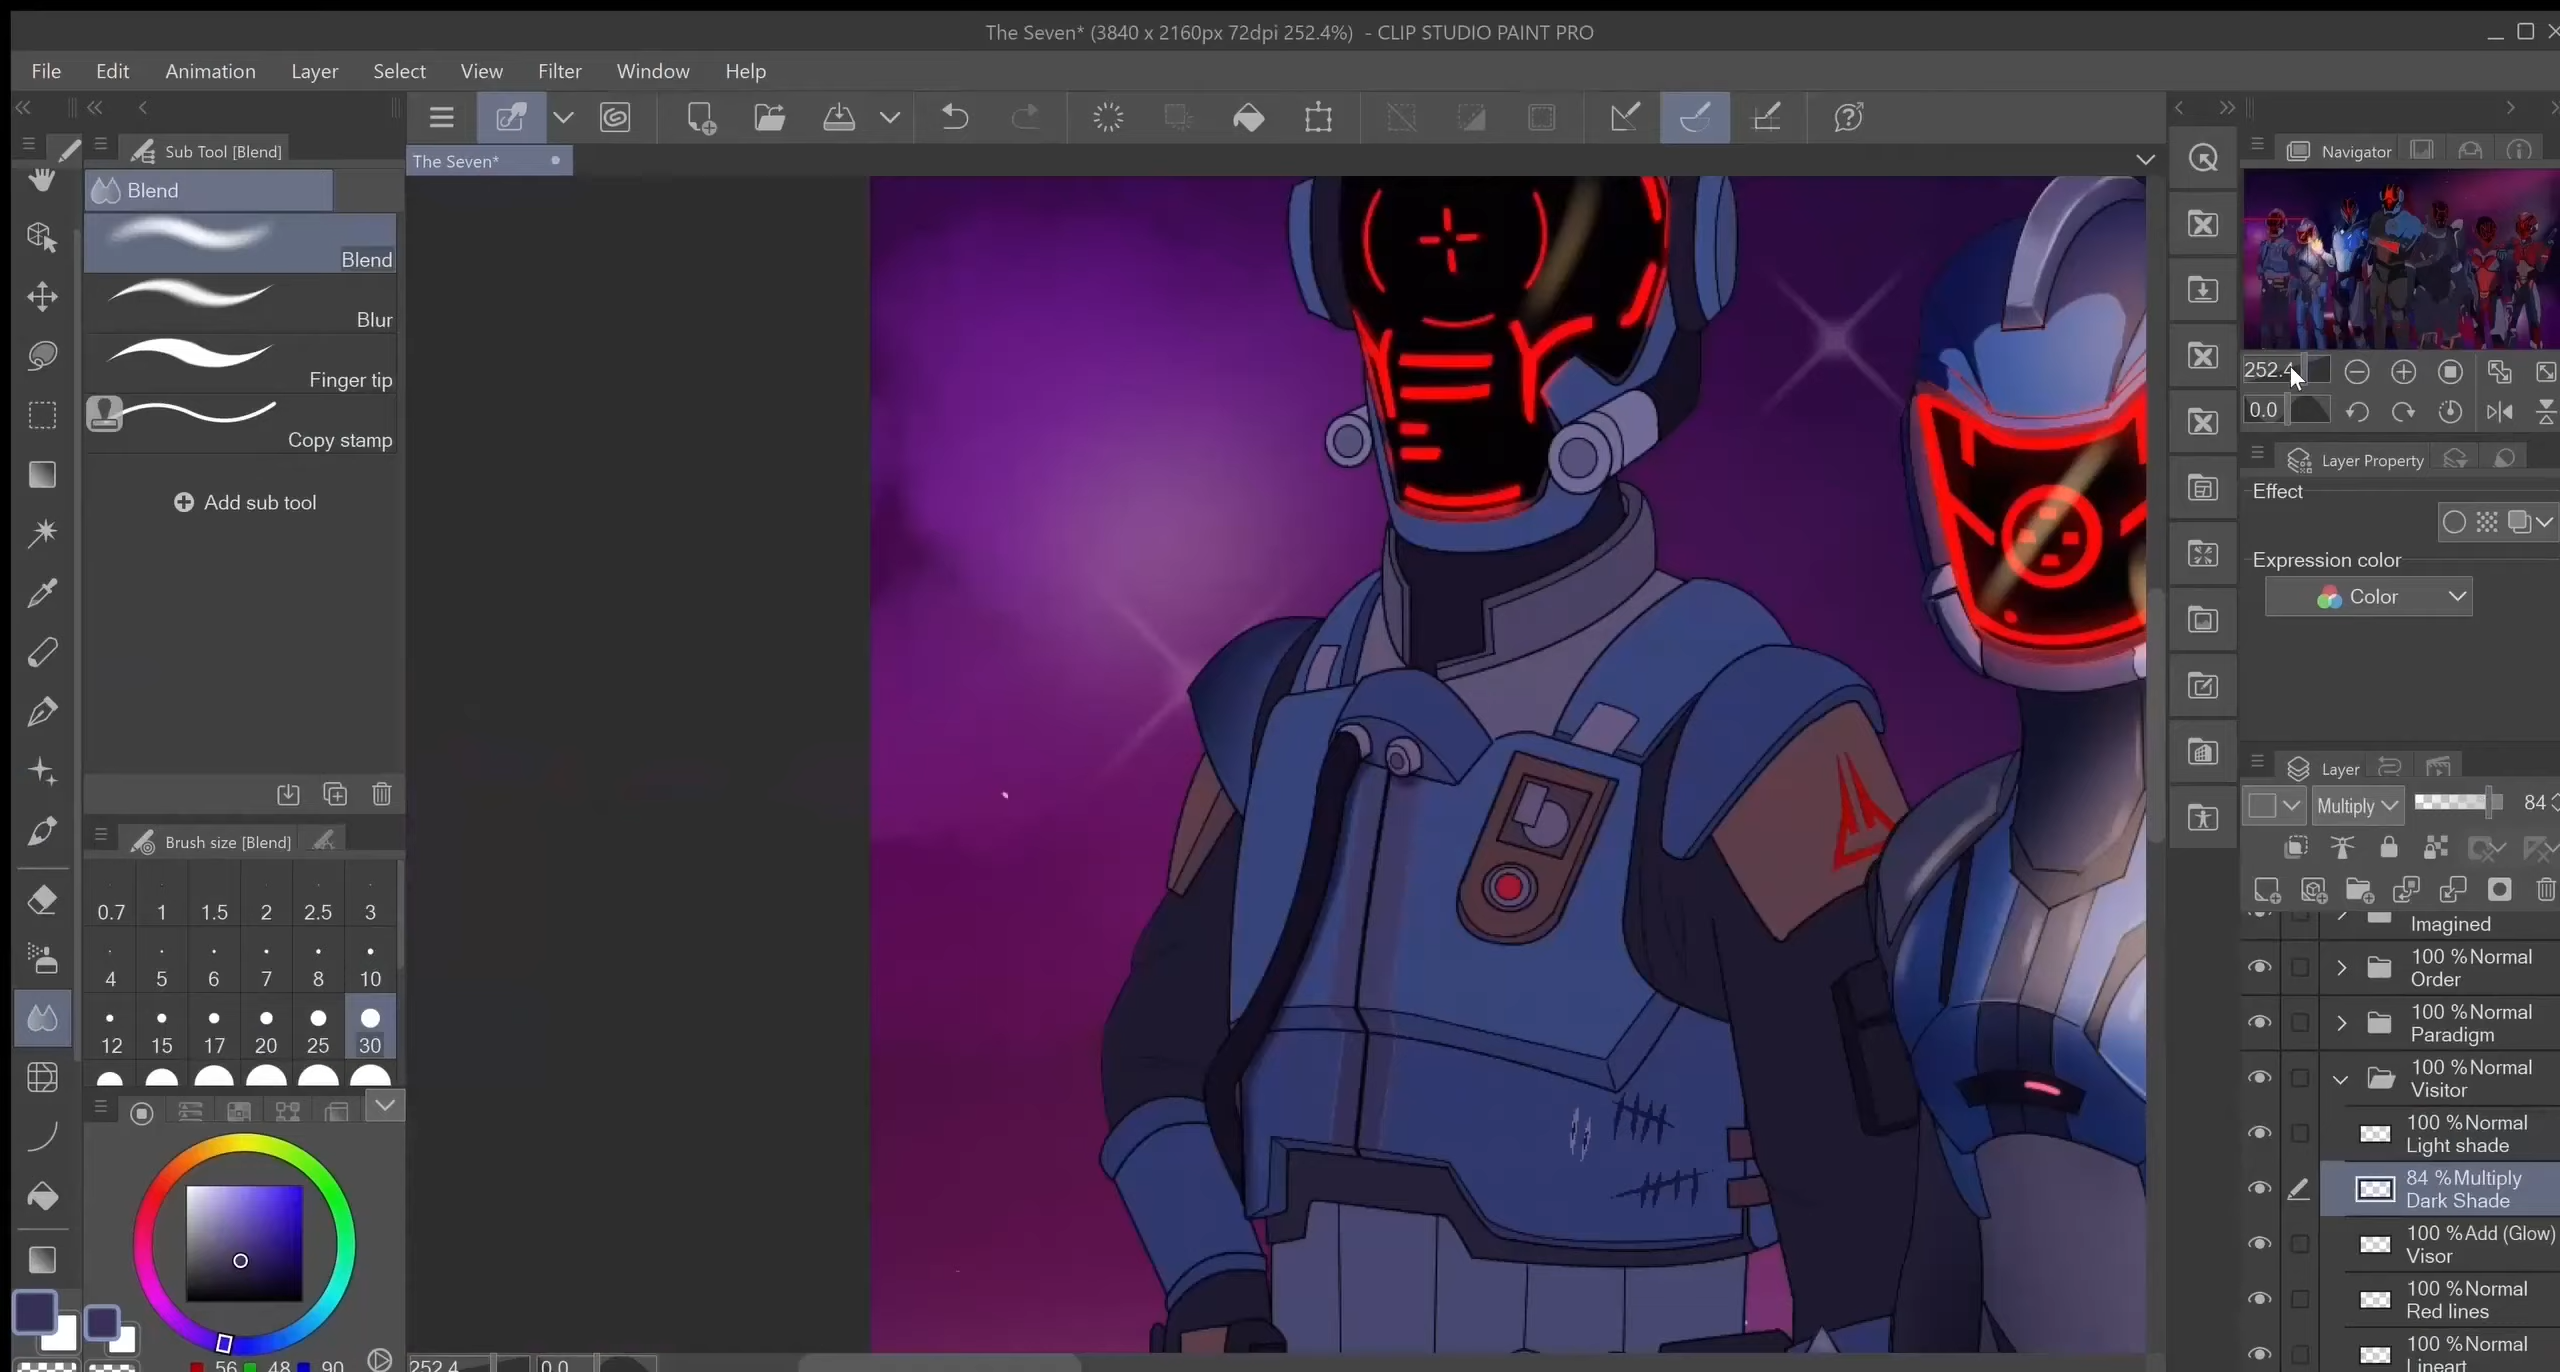 The Seven* (3840 x 2160px 72dpi 252.4%) - CLIP STUDIO PAINT PRO
File Edit Animation Layer Select View Filter Window Help
Sub Tool [Blend]
The Seven*
Navigator
Blend
Blend
Blur
Finger tip
Copy stamp
Add sub tool
252.4
0.0
Layer Property
Effect
Expression color
Color
Layer
Multiply 84
Brush size [Blend]
0.7 1 1.5 2 2.5 3
4 5 6 7 8 10
12 15 17 20 25 30
Imagined
100 %Normal
Order
100 %Normal
Paradigm
100 %Normal
Visitor
100 %Normal
Light shade
84 %Multiply
Dark Shade
100 %Add (Glow)
Visor
100 %Normal
Red lines
100 %Normal
Lineart
56 48 90
252.4 0.0